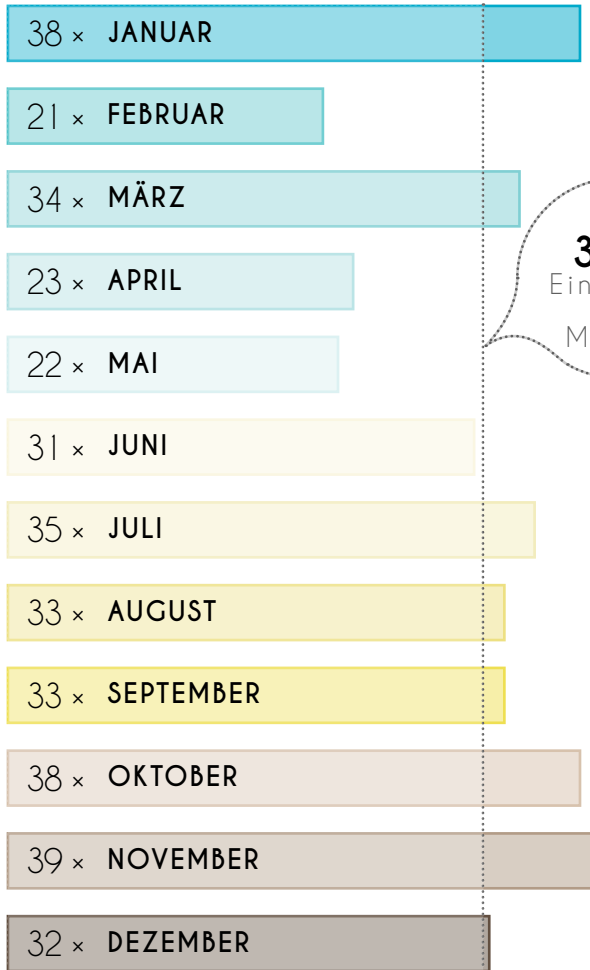 38 × JANUAR
21 × FEBRUAR
34 × MÄRZ
23 × APRIL
22 × MAI
31 × JUNI
35 × JULI
33 × AUGUST
33 × SEPTEMBER
38 × OKTOBER
39 × NOVEMBER
32 × DEZEMBER